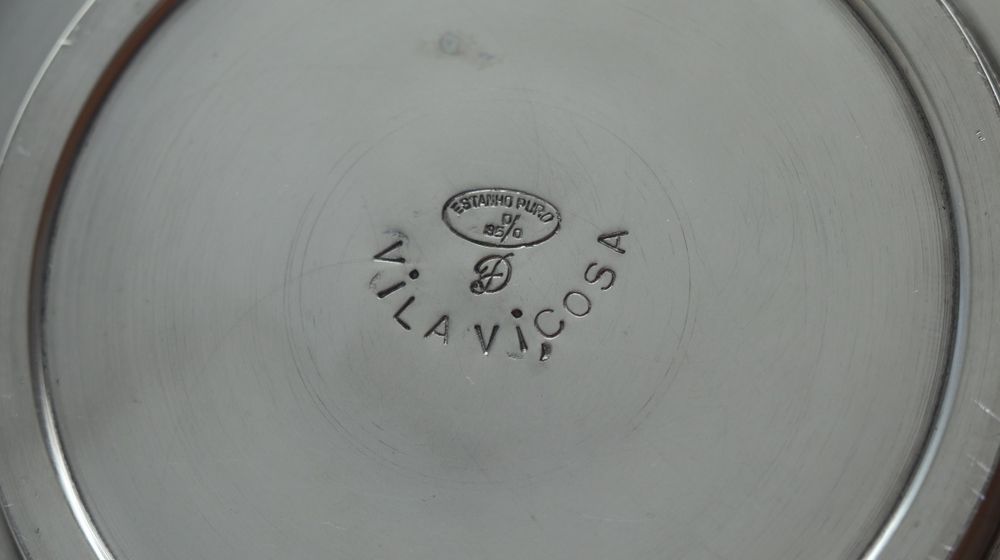 ESTANHO PURO
95%
VILA VIÇOSA